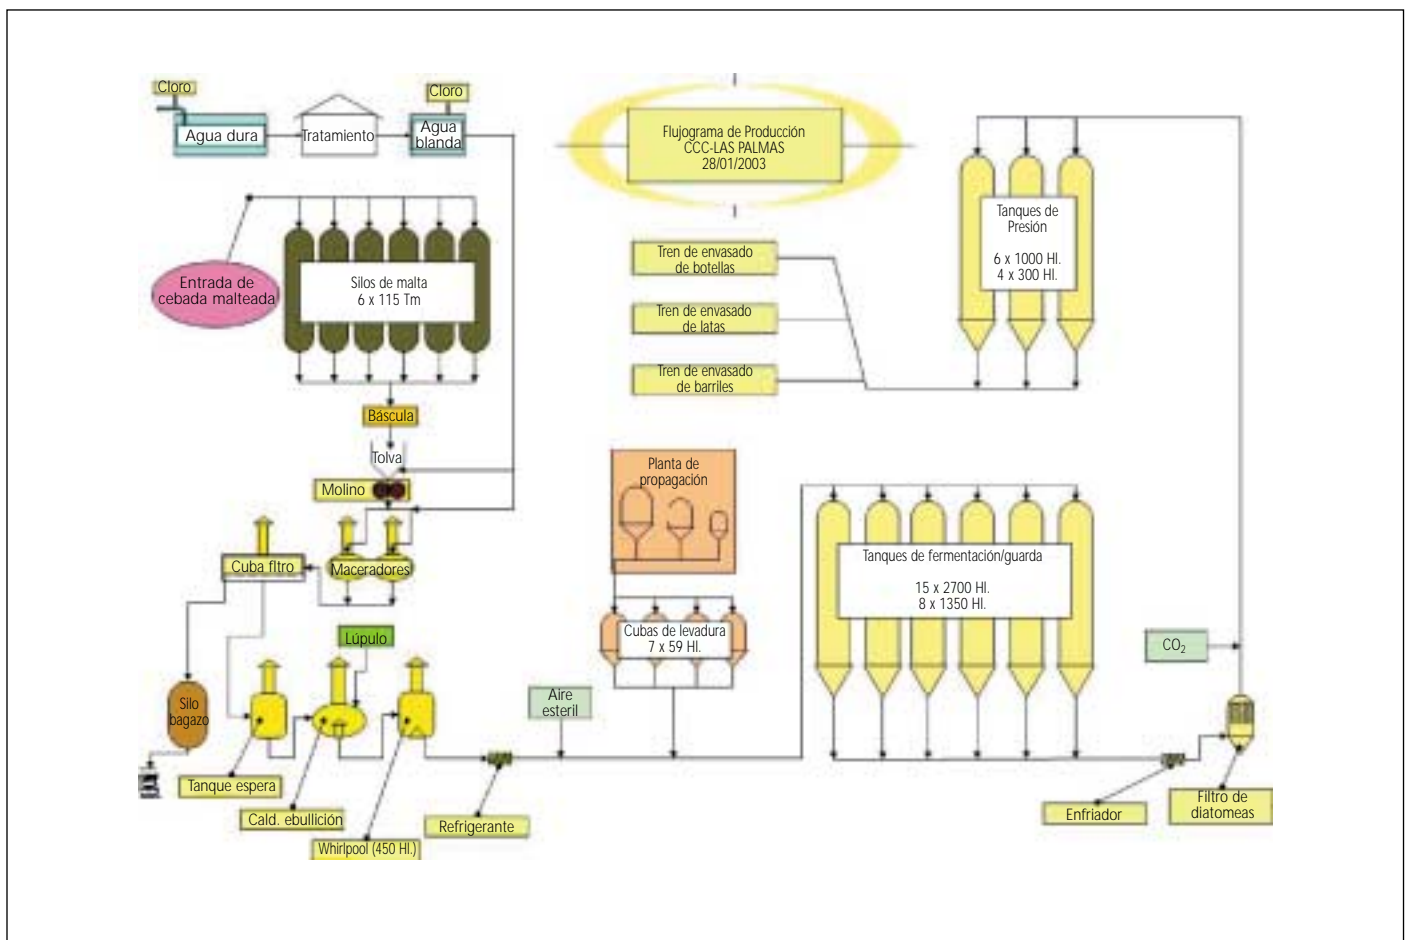 Cloro
Agua dura
Tratamiento
Cloro
Agua
blanda
Flujograma de Producción
CCC-LAS PALMAS
28/01/2003
Entrada de
cebada malteada
Silos de malta
6 x 115 Tm
Tren de envasado
de botellas
Tren de envasado
de latas
Tren de envasado
de barriles
Tanques de
Presión
6 x 1000 Hl.
4 x 300 Hl.
Báscula
Tolva
Molino
Cuba fltro
Maceradores
Planta de
propagación
Cubas de levadura
7 x 59 Hl.
Tanques de fermentación/guarda
15 x 2700 Hl.
8 x 1350 Hl.
Lúpulo
Silo
bagazo
Aire
esteril
CO₂
Tanque espera
Cald. ebullición
Whirlpool (450 Hl.)
Refrigerante
Enfriador
Filtro de
diatomeas